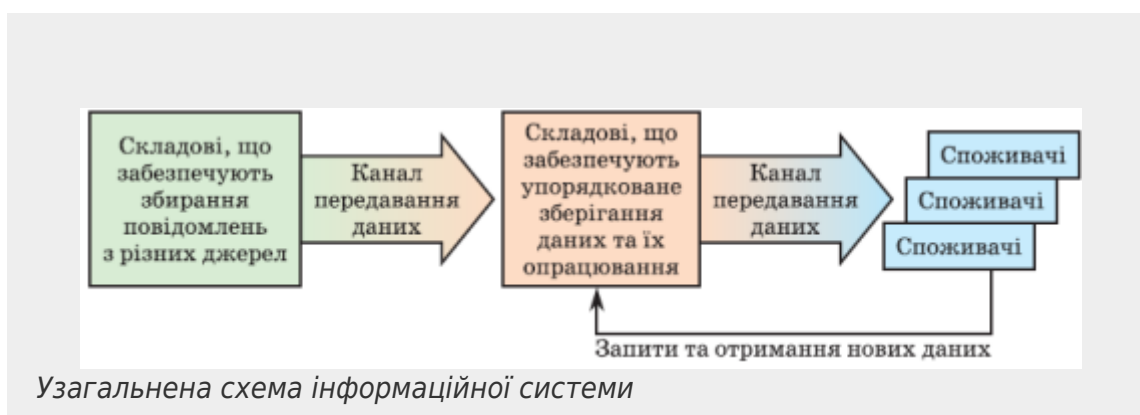 Складові, що
забезпечують
збирання
повідомлень
з різних джерел
Канал
передавання
даних
Складові, що
забезпечують
упорядковане
зберігання
даних та їх
опрацювання
Канал
передавання
даних
Споживачі
Споживачі
Споживачі
Запити та отримання нових даних
Узагальнена схема інформаційної системи